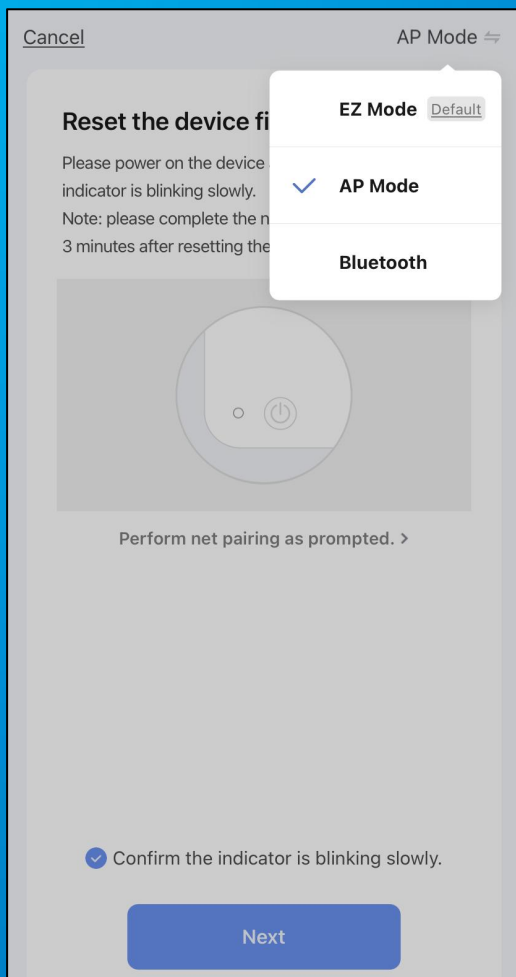 Cancel
AP Mode
EZ Mode Default
AP Mode
Bluetooth
Reset the device fi
Please power on the device
indicator is blinking slowly.
Note: please complete the n
3 minutes after resetting the
Perform net pairing as prompted. >
Confirm the indicator is blinking slowly.
Next